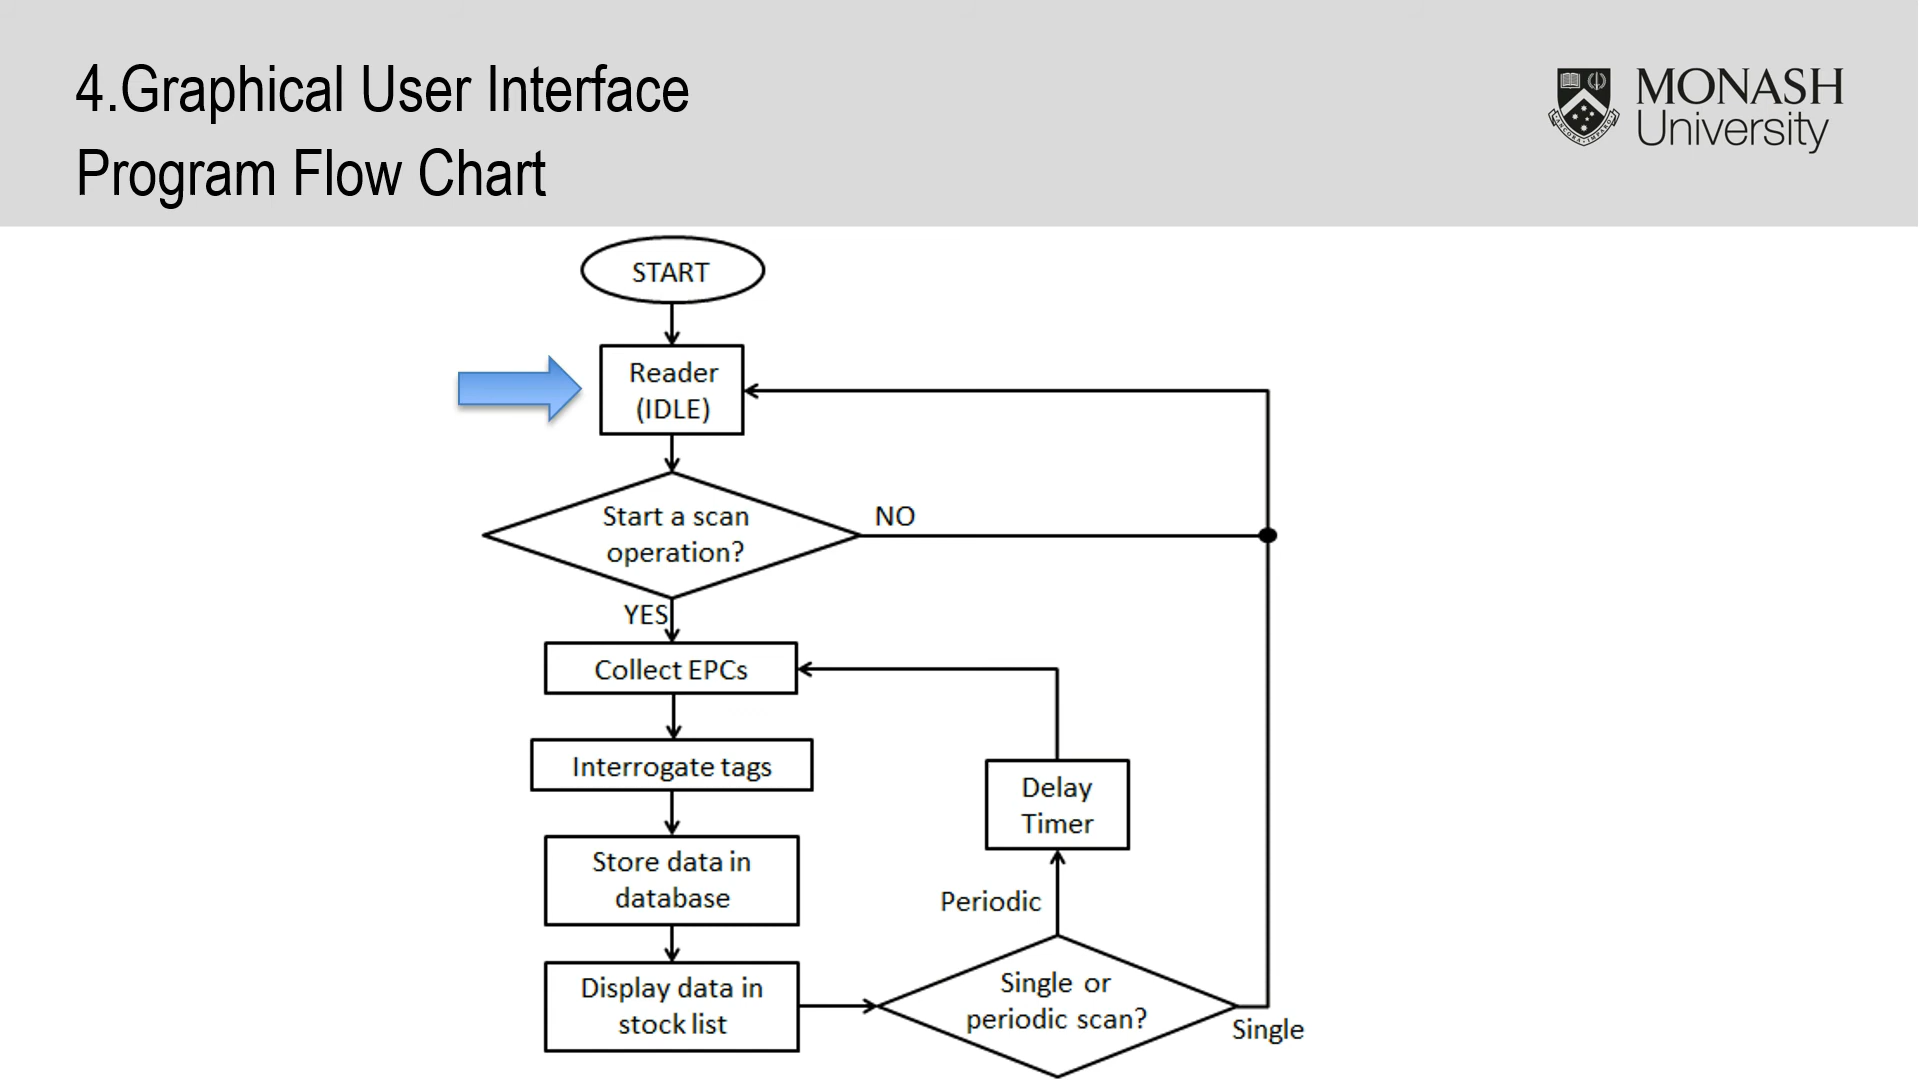 4.Graphical User Interface
Program Flow Chart
MONASH
University
START
Reader
(IDLE)
Start a scan
operation?
NO
YES
Collect EPCs
Interrogate tags
Delay
Timer
Store data in
database
Periodic
Display data in
stock list
Single or
periodic scan?
Single